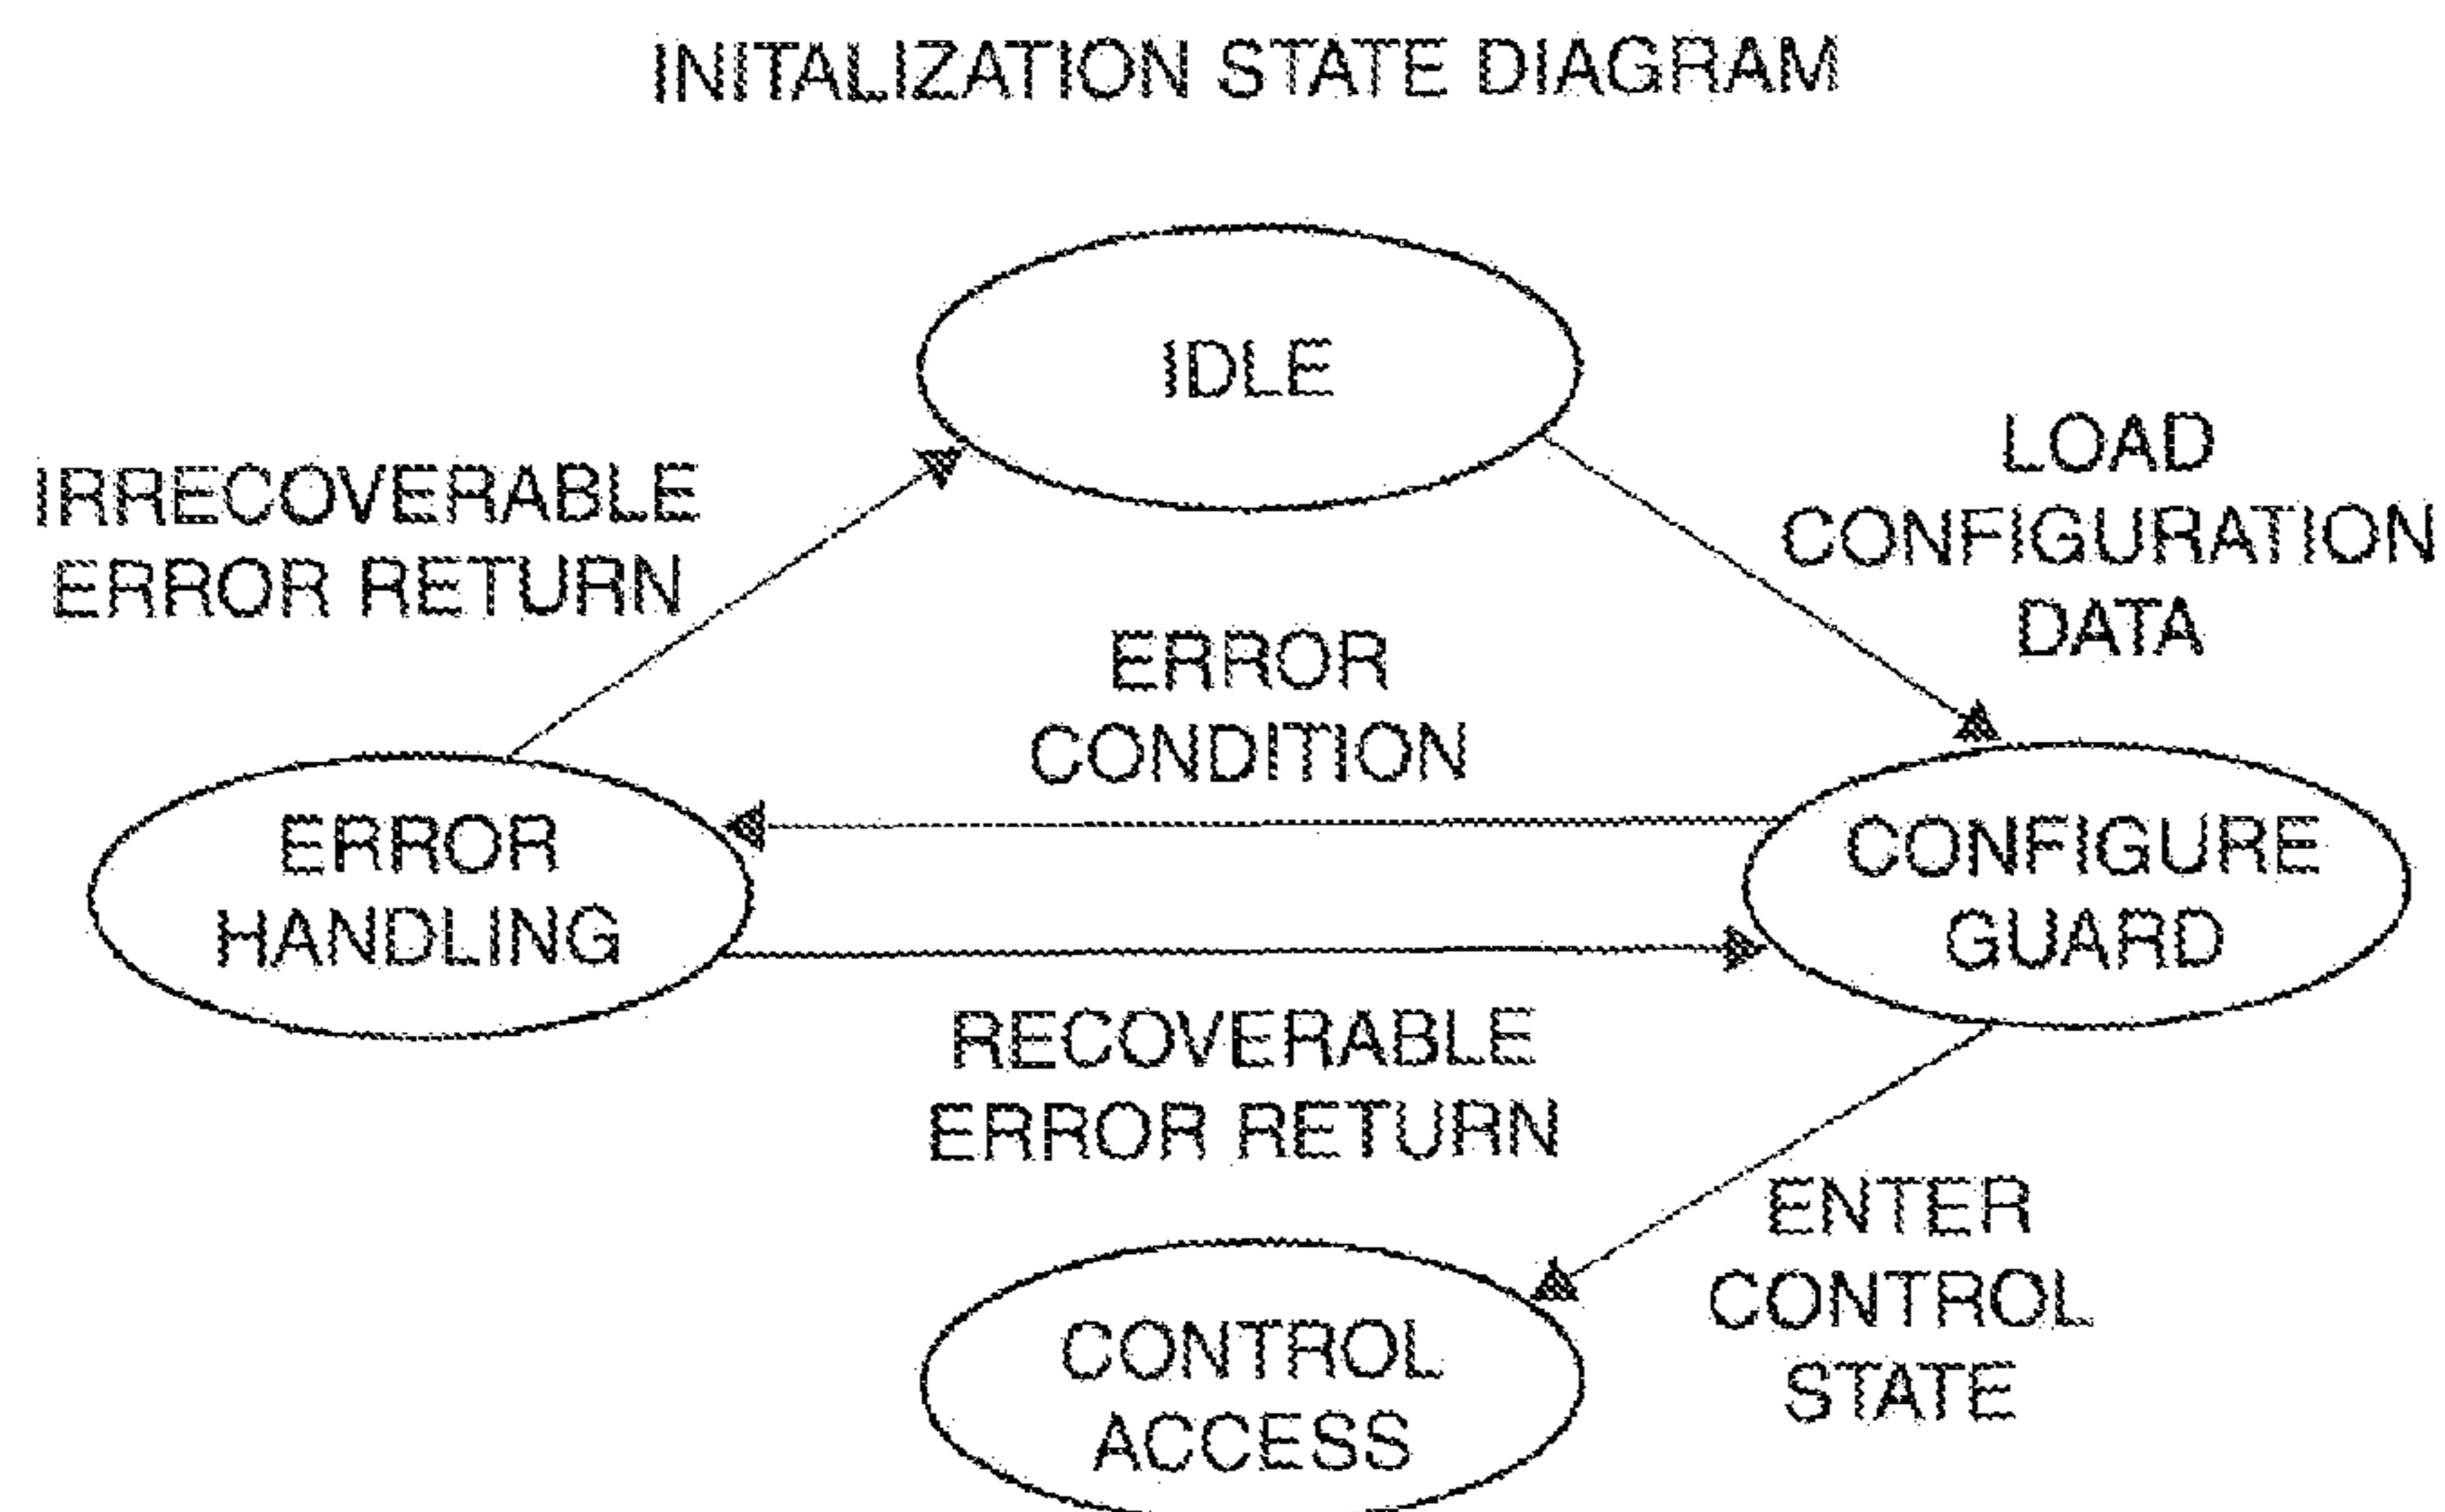 INITALIZATION STATE DIAGRAM
IDLE
LOAD
CONFIGURATION
DATA
IRRECOVERABLE
ERROR RETURN
ERROR
CONDITION
ERROR
HANDLING
CONFIGURE
GUARD
RECOVERABLE
ERROR RETURN
ENTER
CONTROL
STATE
CONTROL
ACCESS